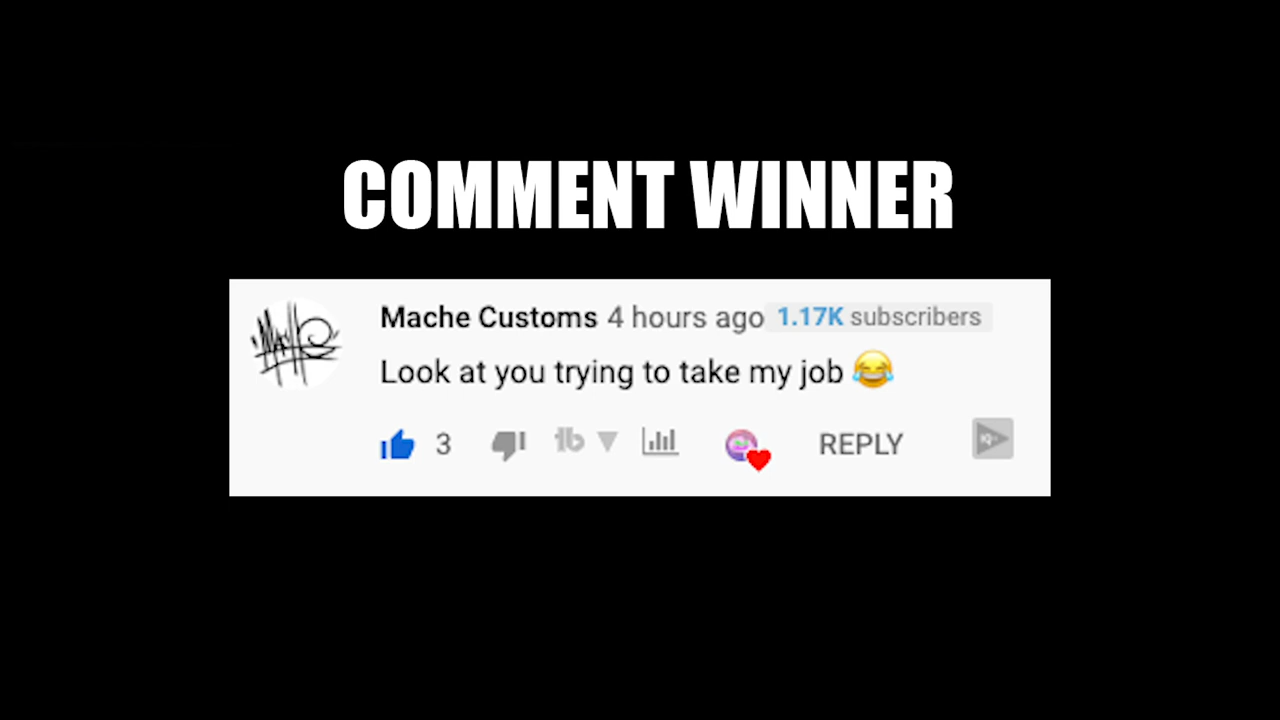 COMMENT WINNER
Mache Customs 4 hours ago 1.17K subscribers
Look at you trying to take my job 😂
3 REPLY